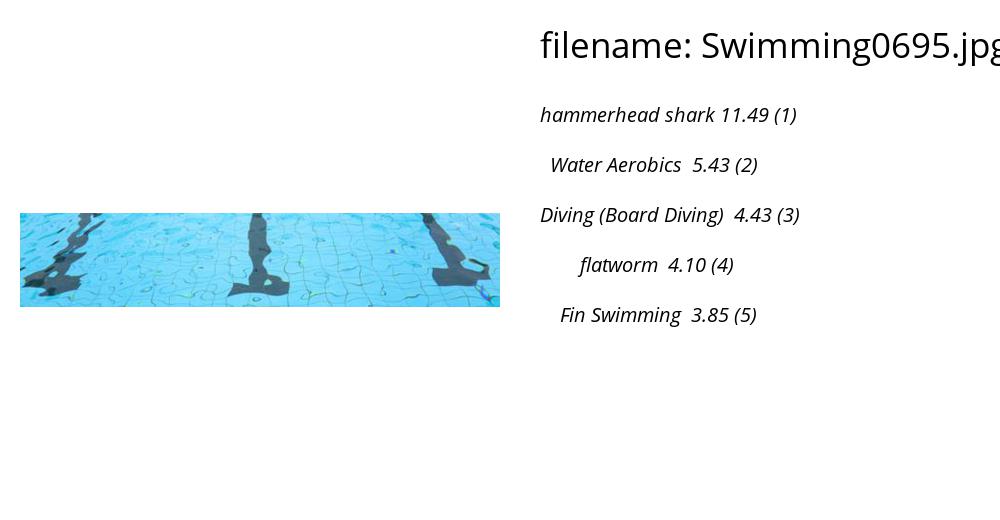 filename: Swimming0695.jpg
hammerhead shark 11.49 (1)
Water Aerobics 5.43 (2)
Diving (Board Diving) 4.43 (3)
flatworm 4.10 (4)
Fin Swimming 3.85 (5)